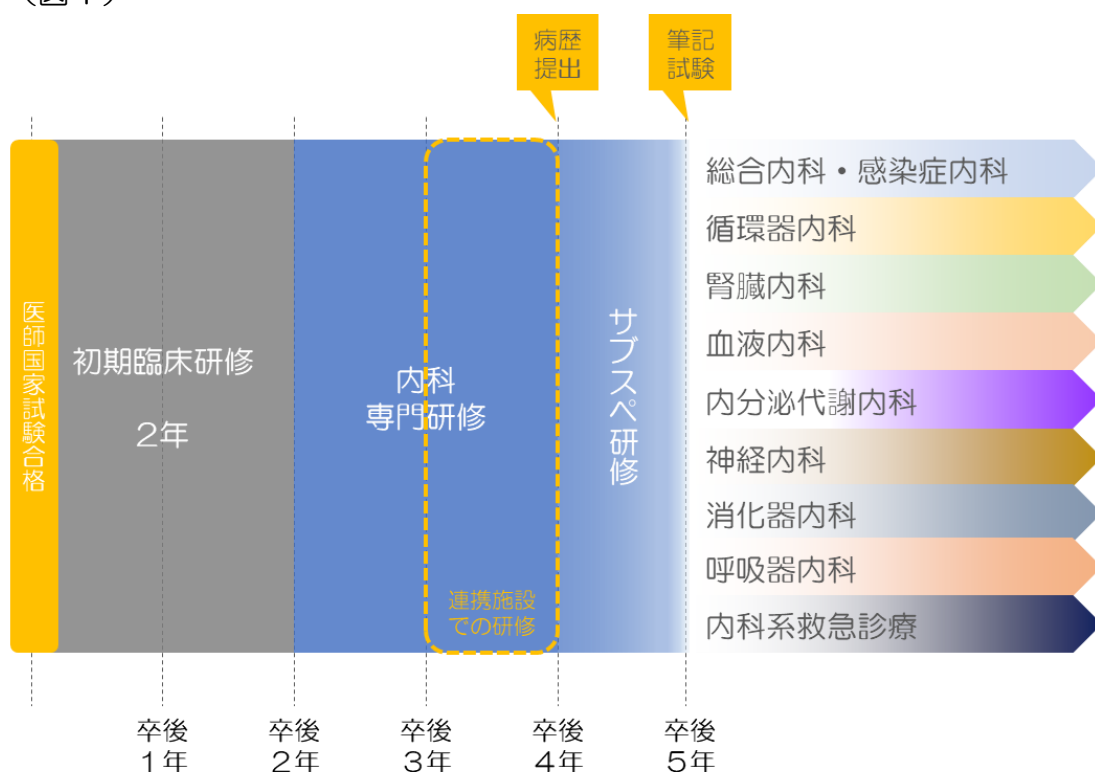 病歴
提出
筆記
試験
医師国家試験合格
初期臨床研修
2年
内科
専門研修
連携施設
での研修
サブスペ研修
総合内科・感染症内科
循環器内科
腎臓内科
血液内科
内分泌代謝内科
神経内科
消化器内科
呼吸器内科
内科系救急診療
卒後
1年
卒後
2年
卒後
3年
卒後
4年
卒後
5年